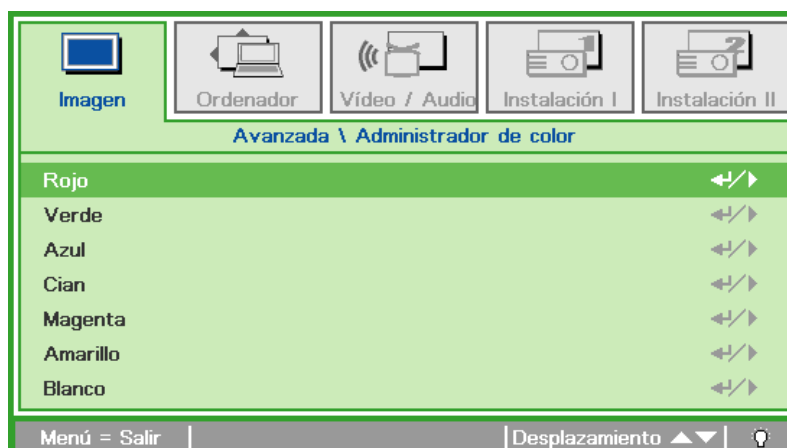 Imagen
Ordenador
Vídeo / Audio
Instalación I
Instalación II
Avanzada \ Administrador de color
Rojo
Verde
Azul
Cian
Magenta
Amarillo
Blanco
Menú = Salir
Desplazamiento